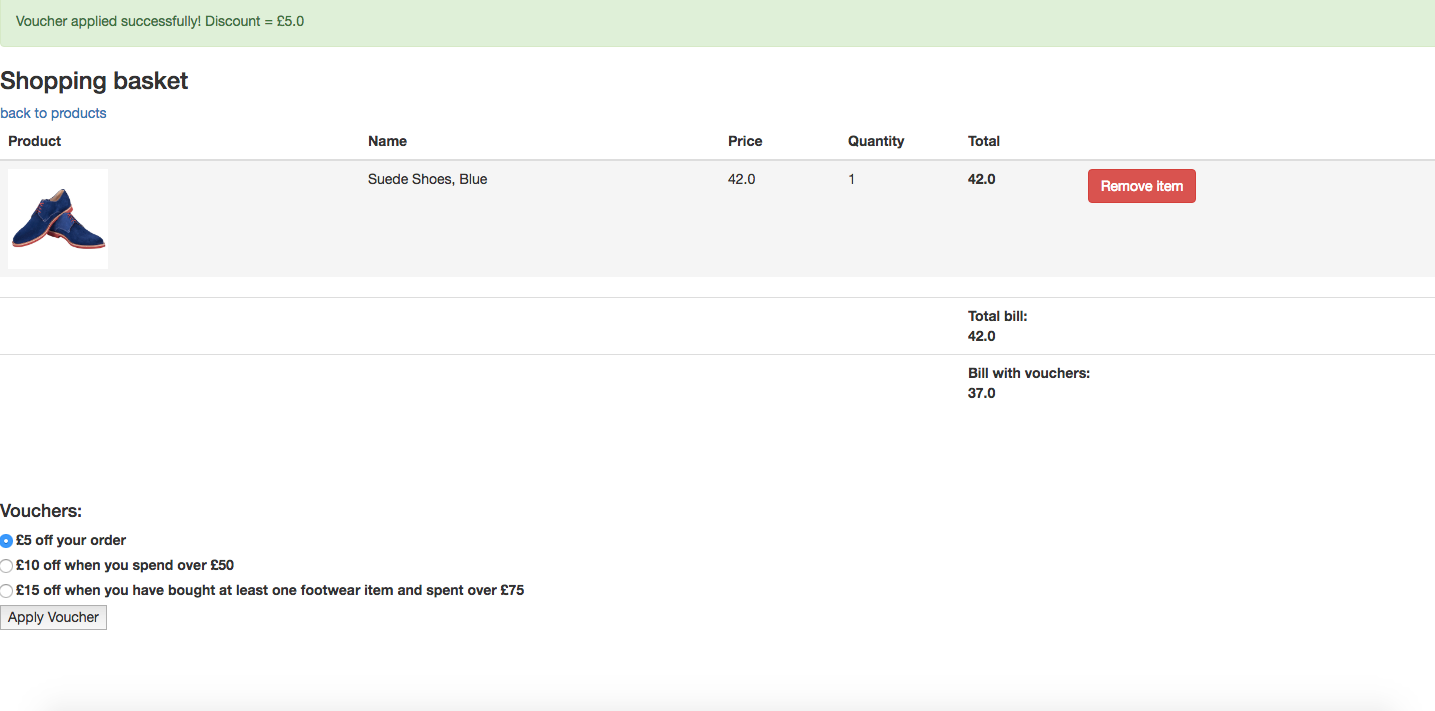 Voucher applied successfully! Discount = £5.0
Shopping basket
back to products
Product Name Price Quantity Total
Suede Shoes, Blue 42.0 1 42.0 Remove item
Total bill:
42.0
Bill with vouchers:
37.0
Vouchers:
£5 off your order
£10 off when you spend over £50
£15 off when you have bought at least one footwear item and spent over £75
Apply Voucher